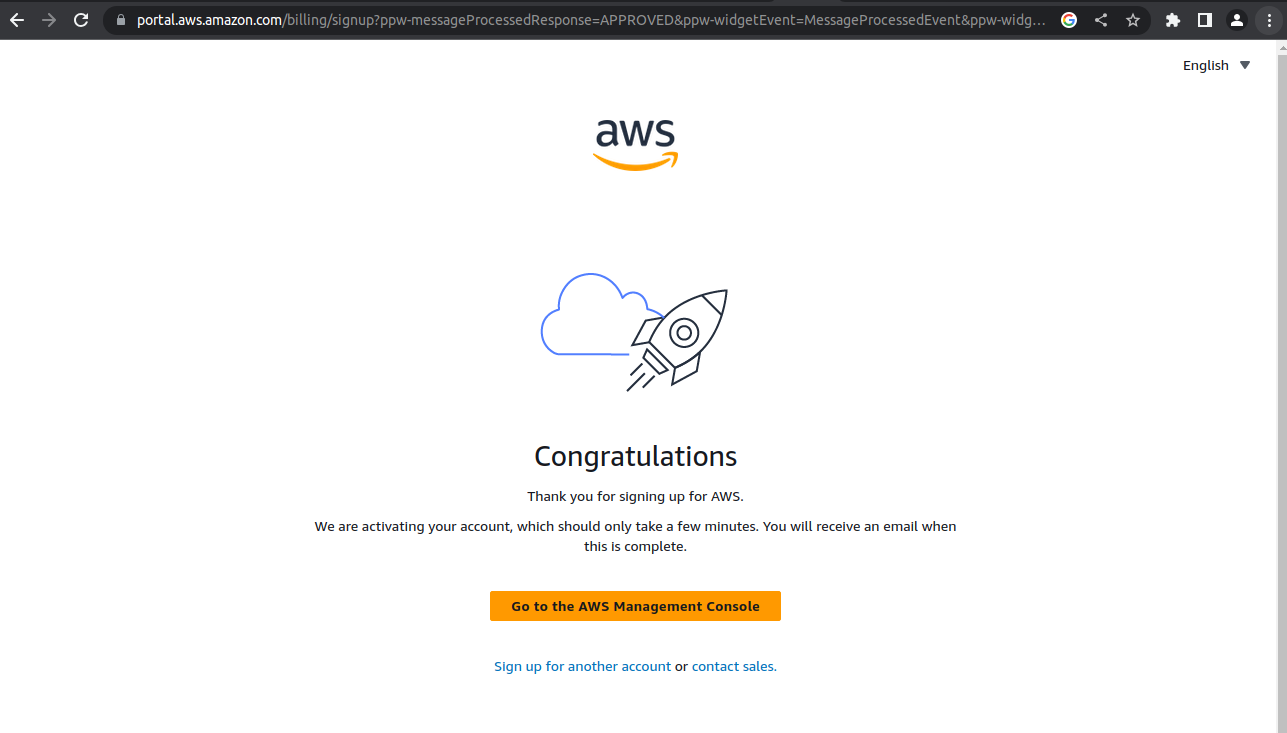 portal.aws.amazon.com/billing/signup?ppw-messageProcessedResponse=APPROVED&ppw-widgetEvent=MessageProcessedEvent&ppw-widg...
English
aws
Congratulations
Thank you for signing up for AWS.
We are activating your account, which should only take a few minutes. You will receive an email when
this is complete.
Go to the AWS Management Console
Sign up for another account or contact sales.